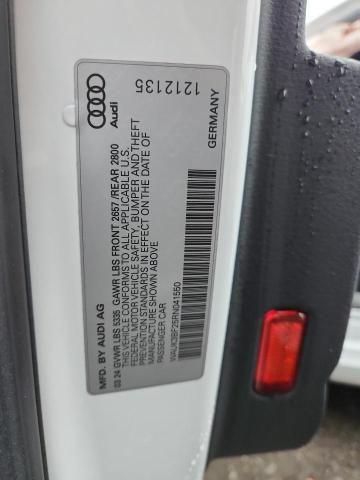 Audi
1212135
GERMANY
MFD. BY AUDI AG
03 24 GVWR LBS 5335 GAWR LBS FRONT 2657 /REAR 2800
THIS VEHICLE CONFORMS TO ALL APPLICABLE U.S.
FEDERAL MOTOR VEHICLE SAFETY, BUMPER AND THEFT
PREVENTION STANDARDS IN EFFECT ON THE DATE OF
MANUFACTURE SHOWN ABOVE
PASSENGER CAR